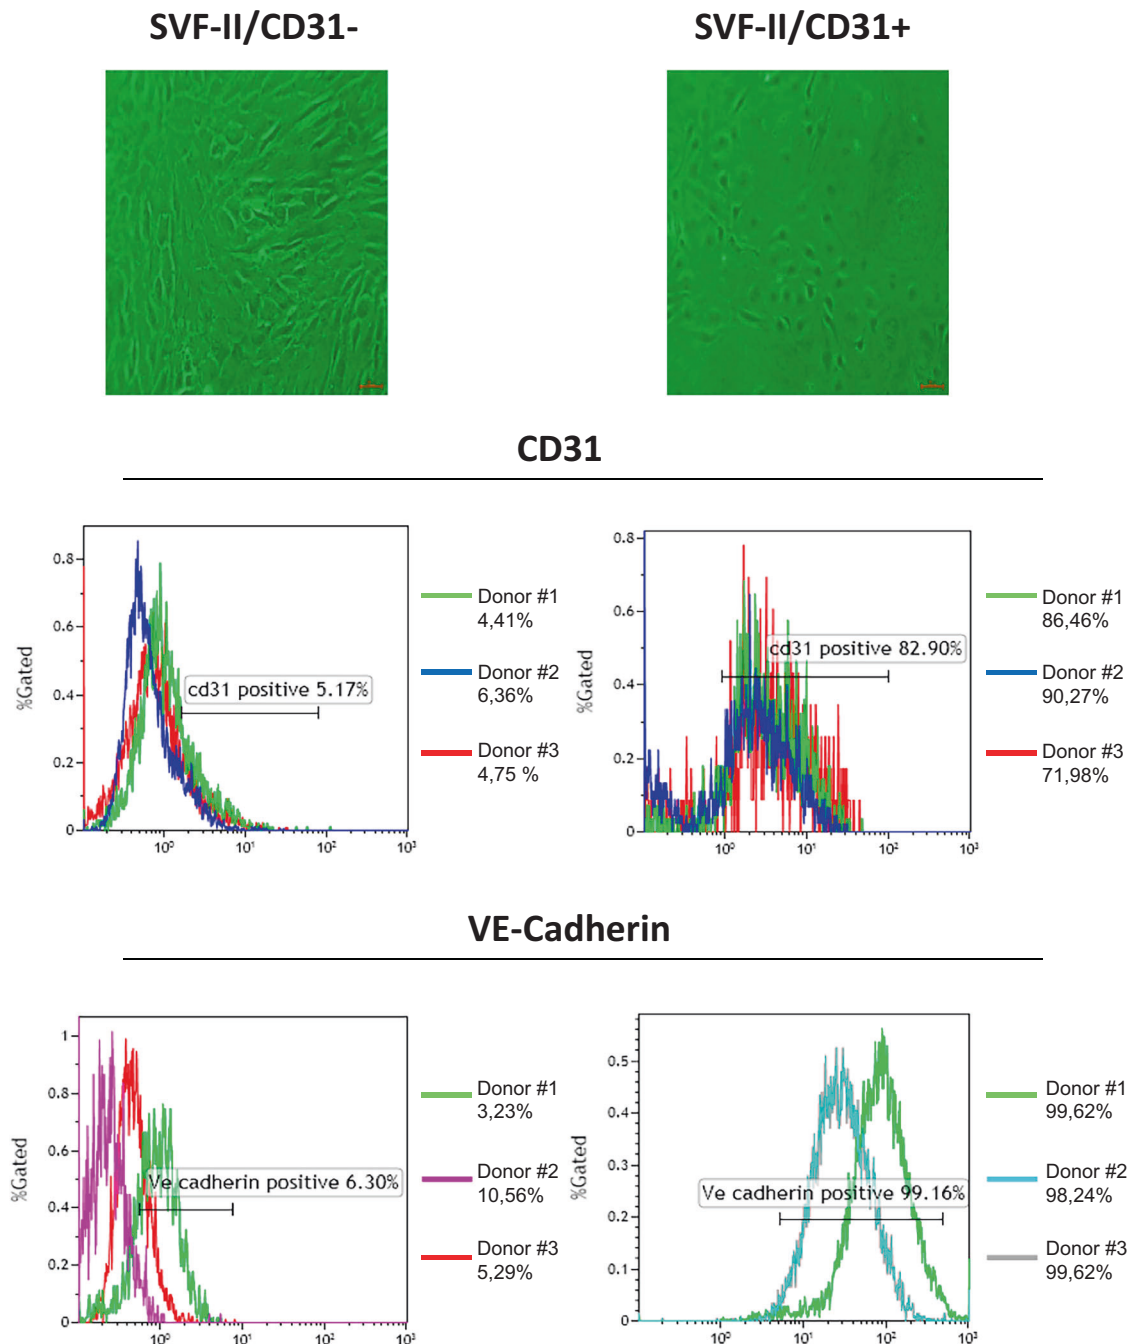 SVF-II/CD31-
SVF-II/CD31+
CD31
%Gated
0.8
0.6
0.4
0.2
0
cd31 positive 5.17%
10⁰
10¹
10²
10³
Donor #1
4,41%
Donor #2
6,36%
Donor #3
4,75 %
%Gated
0.8
0.6
0.4
0.2
0
cd31 positive 82.90%
10⁰
10¹
10²
10³
Donor #1
86,46%
Donor #2
90,27%
Donor #3
71,98%
VE-Cadherin
%Gated
1
0.8
0.6
0.4
0.2
0
Ve cadherin positive 6.30%
10⁰
10¹
10²
10³
Donor #1
3,23%
Donor #2
10,56%
Donor #3
5,29%
%Gated
0.5
0.4
0.3
0.2
0.1
0
Ve cadherin positive 99.16%
10⁰
10¹
10²
10³
Donor #1
99,62%
Donor #2
98,24%
Donor #3
99,62%